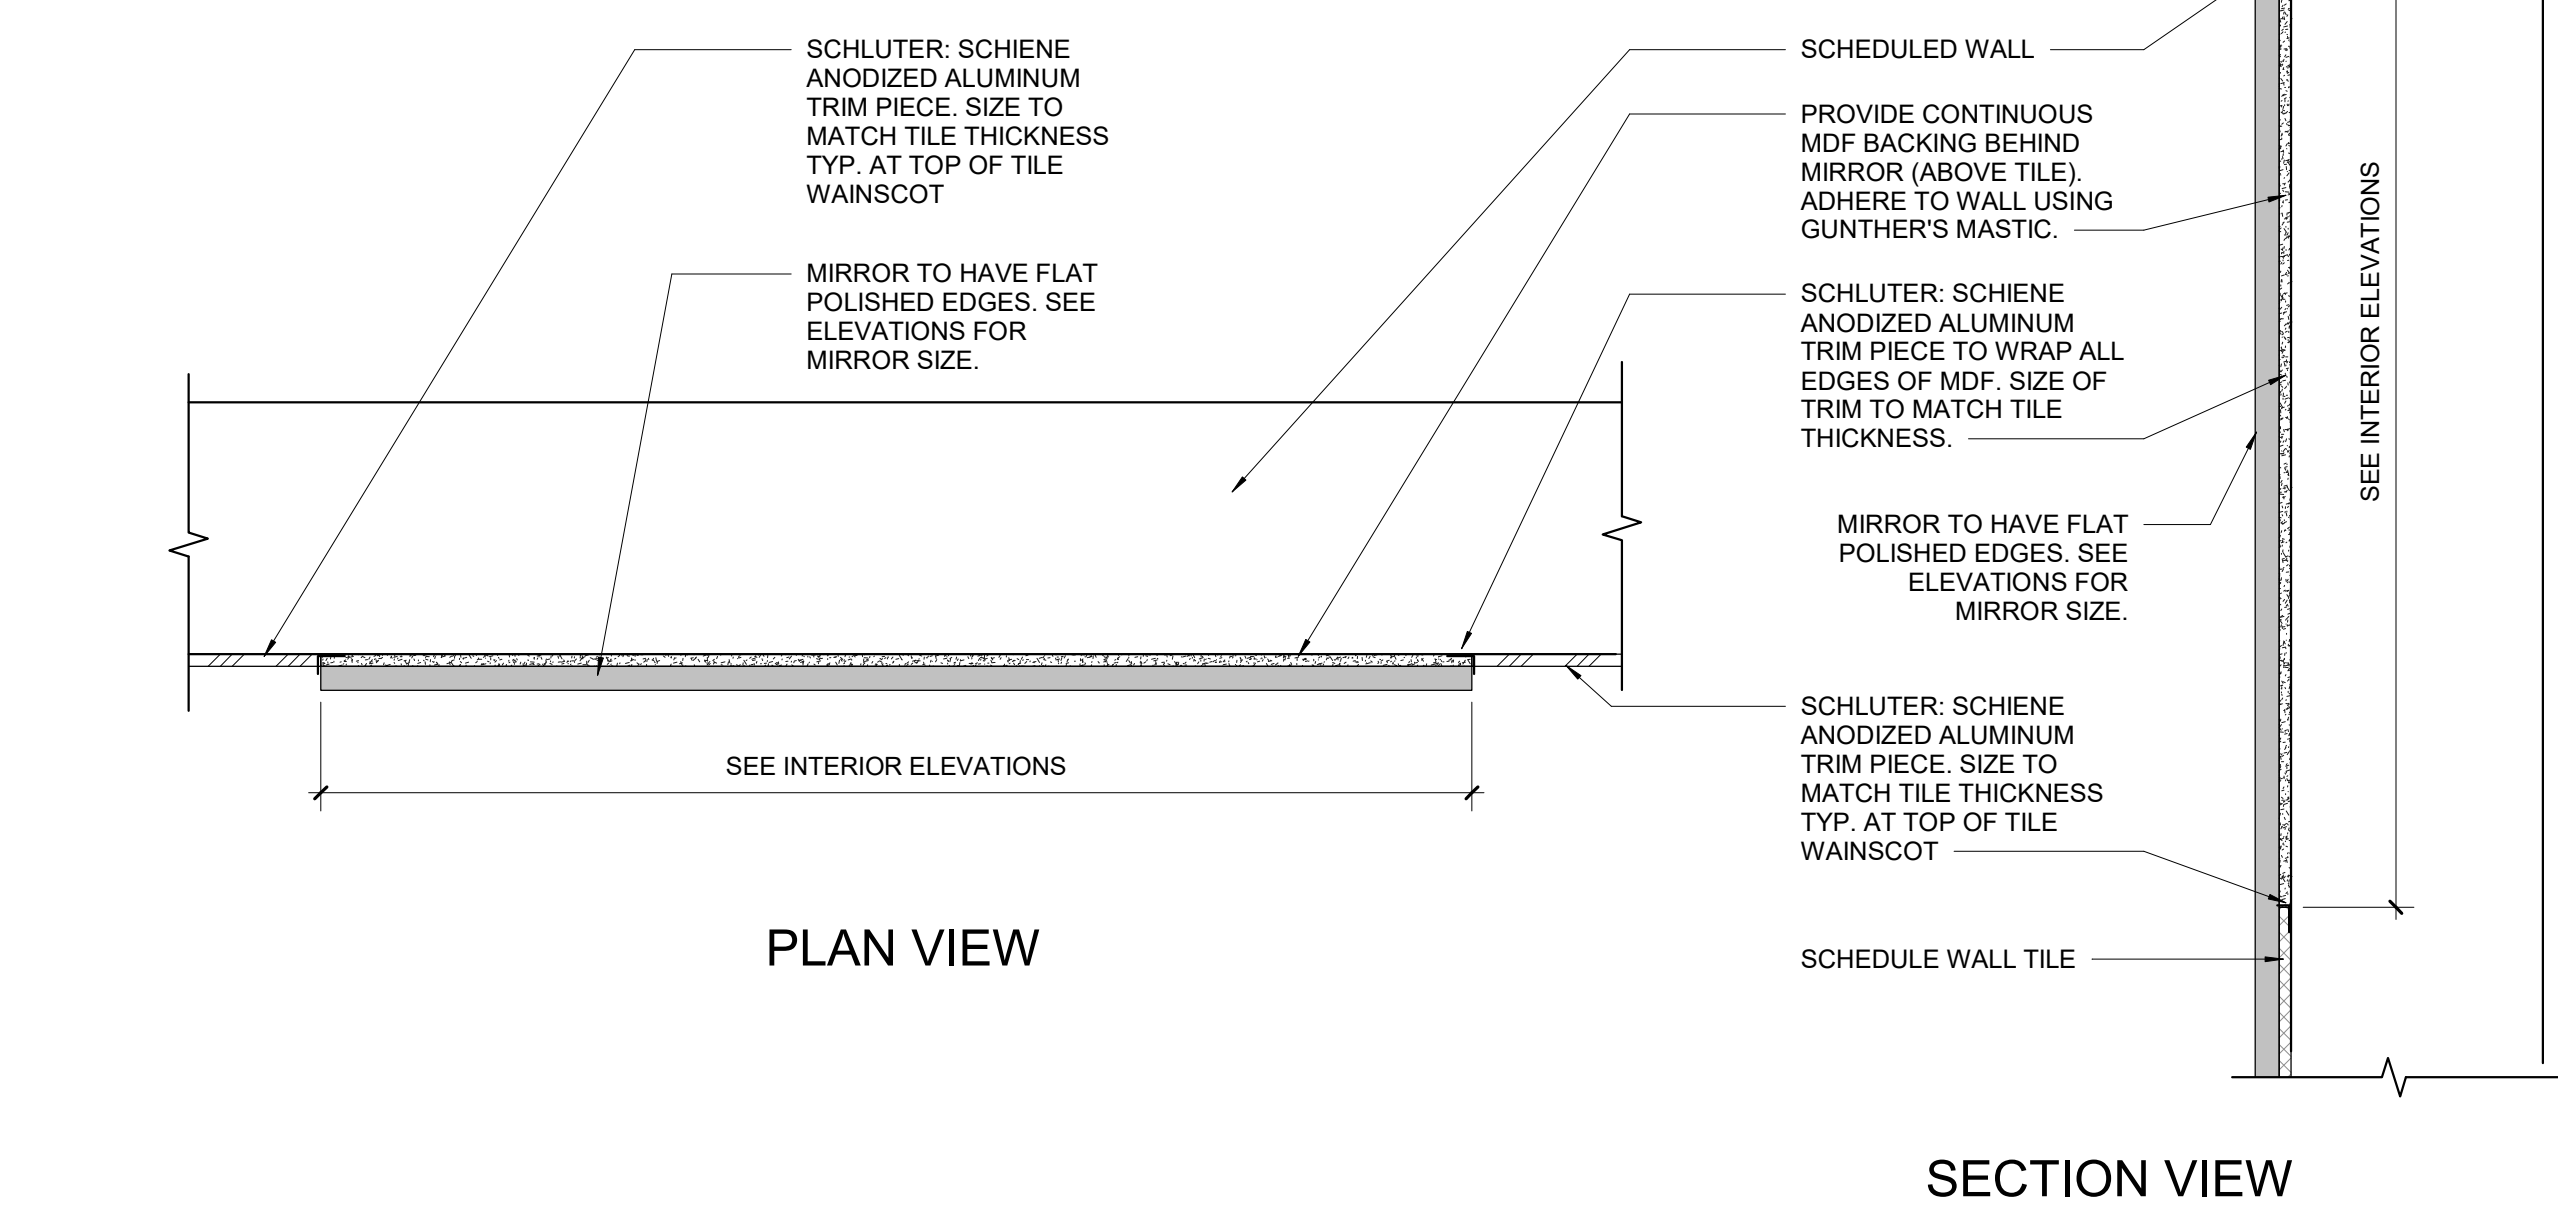 SCHLUTER: SCHIENE
ANODIZED ALUMINUM
TRIM PIECE. SIZE TO
MATCH TILE THICKNESS
TYP. AT TOP OF TILE
WAINSCOT
MIRROR TO HAVE FLAT
POLISHED EDGES. SEE
ELEVATIONS FOR
MIRROR SIZE.
SEE INTERIOR ELEVATIONS
PLAN VIEW
SCHEDULED WALL
PROVIDE CONTINUOUS
MDF BACKING BEHIND
MIRROR (ABOVE TILE).
ADHERE TO WALL USING
GUNTHER'S MASTIC.
SCHLUTER: SCHIENE
ANODIZED ALUMINUM
TRIM PIECE TO WRAP ALL
EDGES OF MDF. SIZE OF
TRIM TO MATCH TILE
THICKNESS.
MIRROR TO HAVE FLAT
POLISHED EDGES. SEE
ELEVATIONS FOR
MIRROR SIZE.
SCHLUTER: SCHIENE
ANODIZED ALUMINUM
TRIM PIECE. SIZE TO
MATCH TILE THICKNESS
TYP. AT TOP OF TILE
WAINSCOT
SCHEDULE WALL TILE
SEE INTERIOR ELEVATIONS
SECTION VIEW